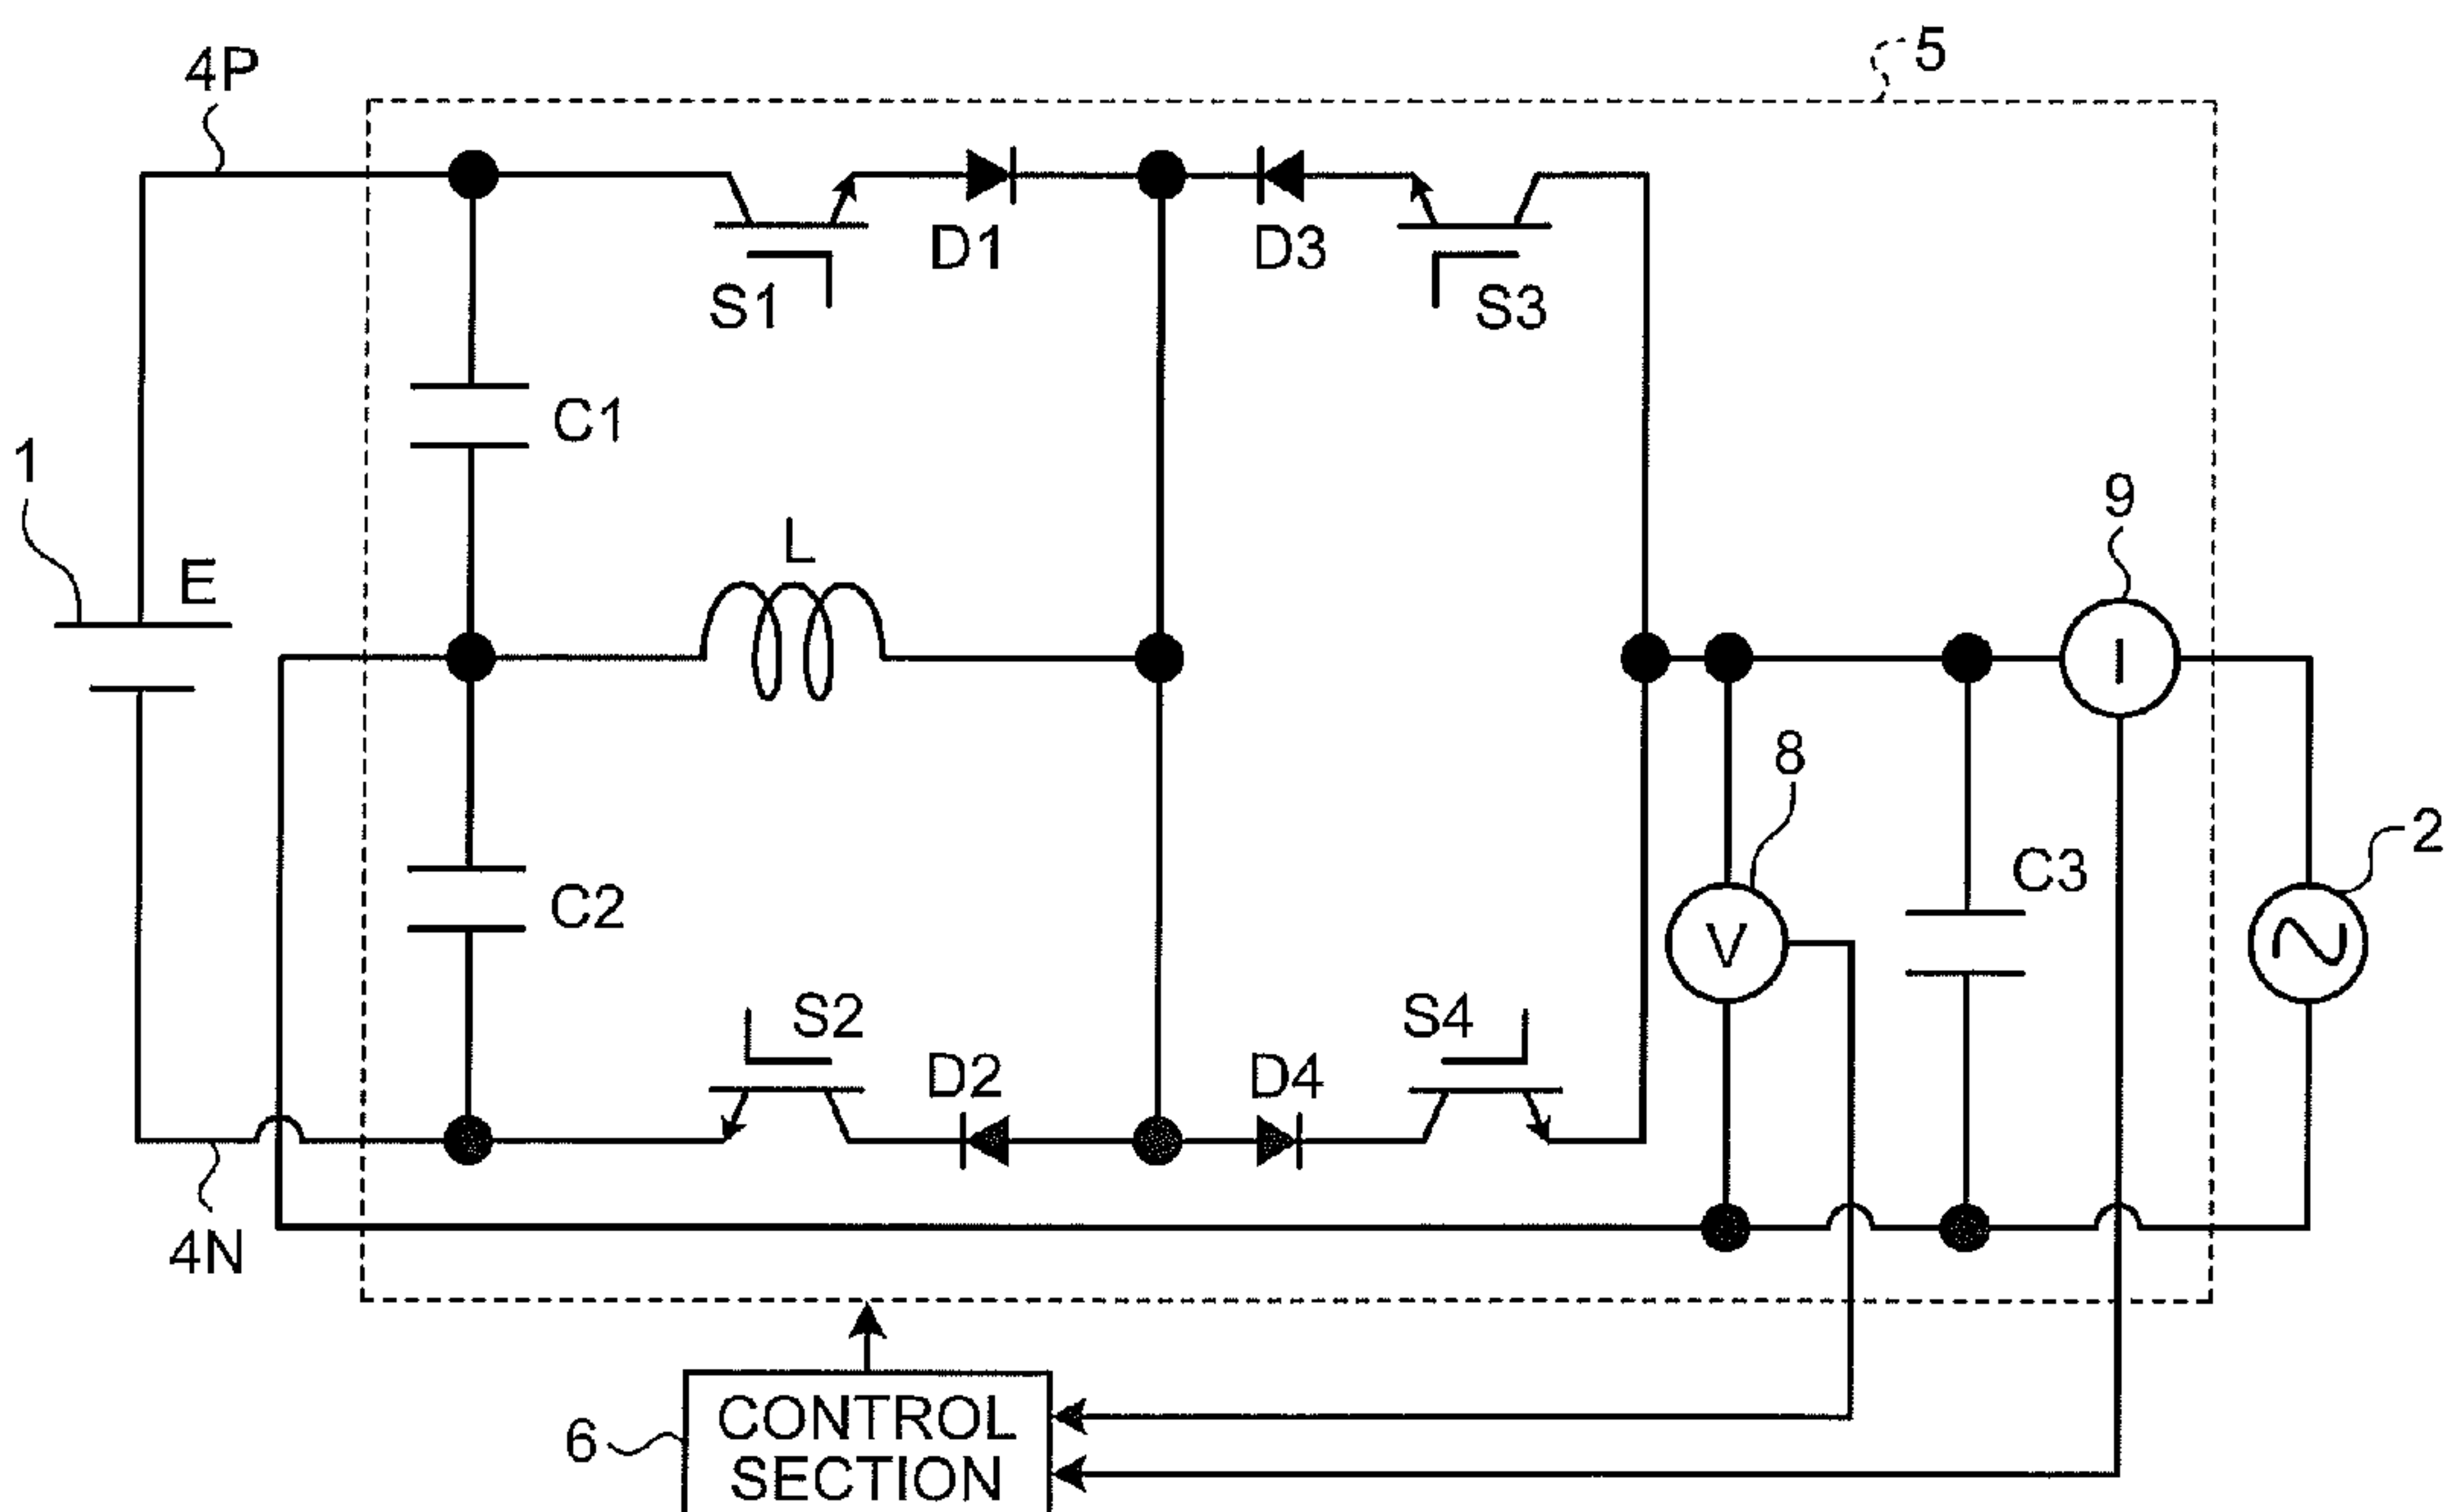 5
4P
D1
D3
S1
S3
C1
1
L
9
E
8
2
C3
C2
I
V
S2
S4
D2
D4
4N
6
CONTROL
SECTION